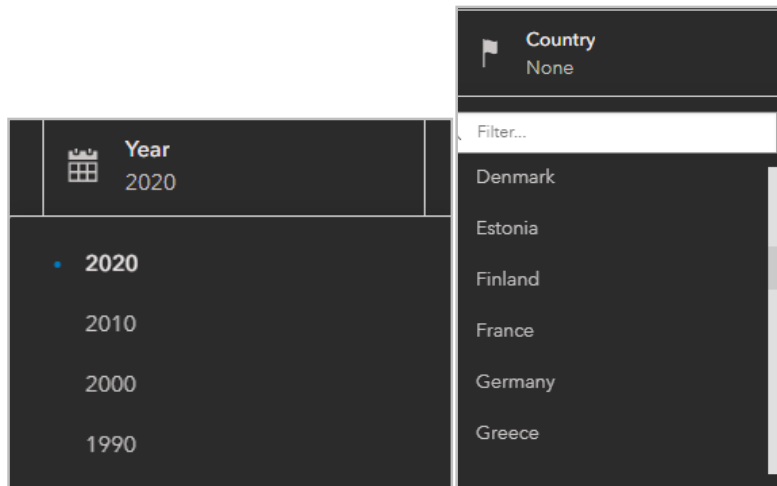 Year
2020
2020
2010
2000
1990
Country
None
Filter...
Denmark
Estonia
Finland
France
Germany
Greece